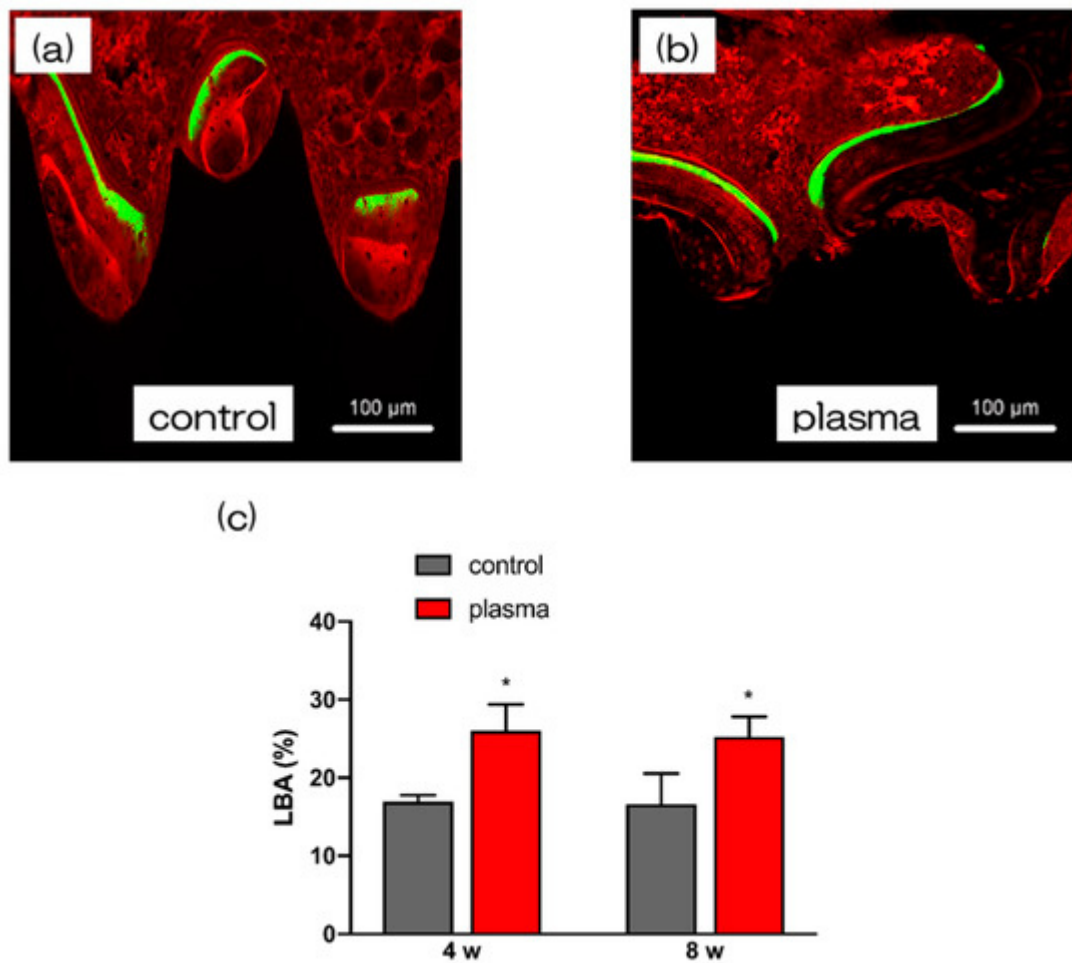 (a)
control
100 µm
(b)
plasma
100 µm
(c)
control
plasma
LBA (%)
40
30
20
10
0
*
*
4 w
8 w